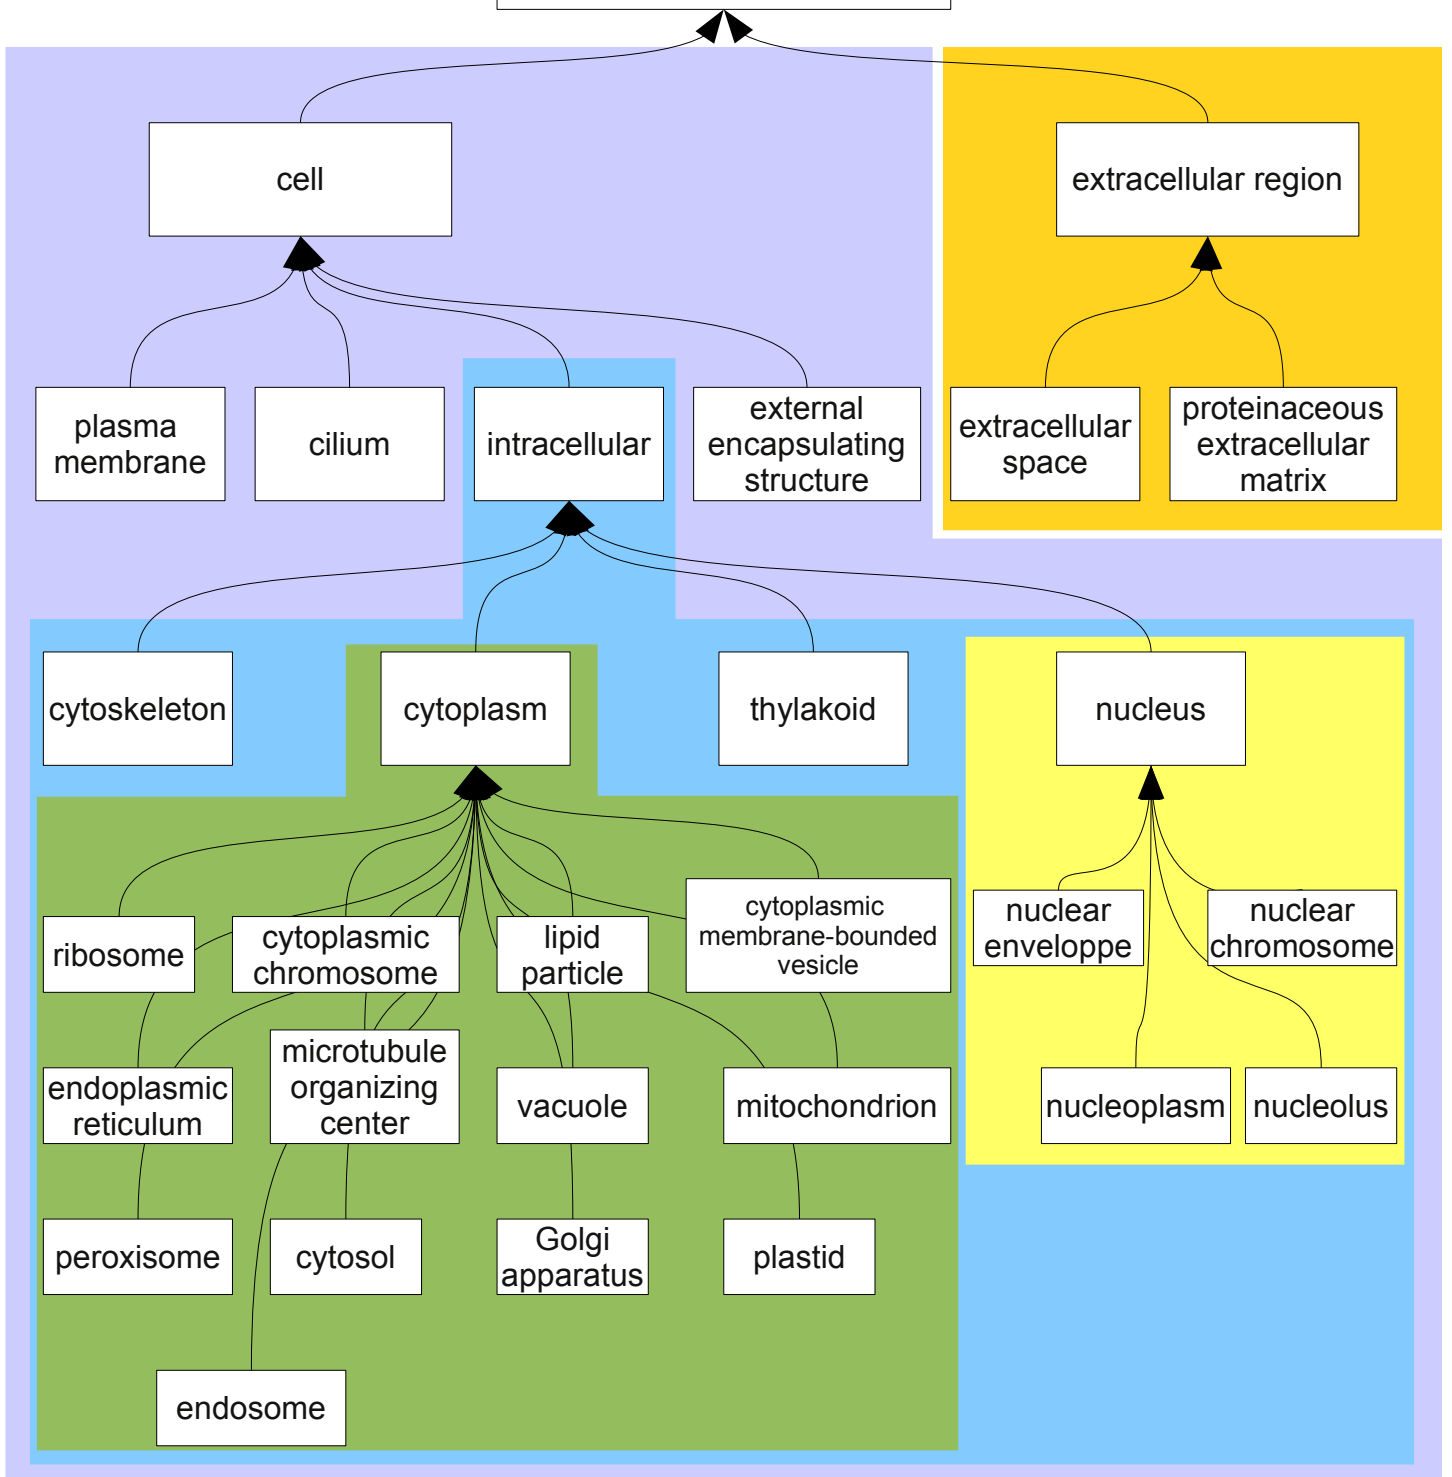 cell
extracellular region
plasma
membrane
cilium
intracellular
external
encapsulating
structure
extracellular
space
proteinaceous
extracellular
matrix
cytoskeleton
cytoplasm
thylakoid
nucleus
ribosome
cytoplasmic
chromosome
lipid
particle
cytoplasmic
membrane-bounded
vesicle
nuclear
enveloppe
nuclear
chromosome
endoplasmic
reticulum
microtubule
organizing
center
vacuole
mitochondrion
nucleoplasm
nucleolus
peroxisome
cytosol
Golgi
apparatus
plastid
endosome